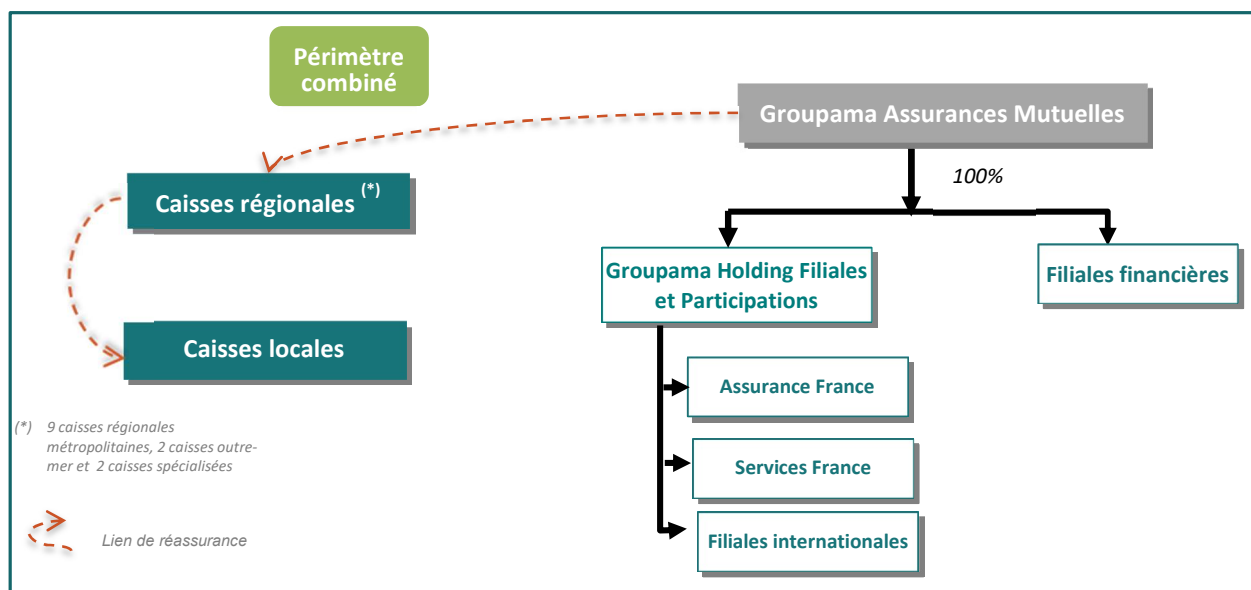 Périmètre
combiné
Groupama Assurances Mutuelles
100%
Caisses régionales (*)
Groupama Holding Filiales
et Participations
Filiales financières
Caisses locales
Assurance France
(*) 9 caisses régionales
métropolitaines, 2 caisses outre-
mer et 2 caisses spécialisées
Services France
Lien de réassurance
Filiales internationales